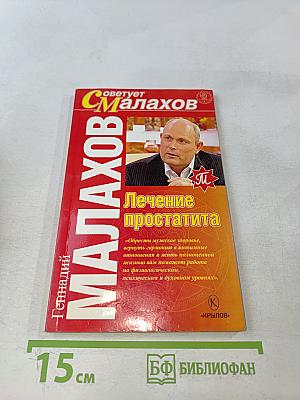 Советует
Малахов
Геннадий
МАЛАХОВ
Лечение
простатита
«Обрести мужское здоровье,
вернуть гармонию в интимные
отношения и жить полноценной
жизнью вам поможет работа
на физиологическом,
психическом и духовном уровнях».
К
«КРЫЛОВ»
15 см
БФ БИБЛИОФАН